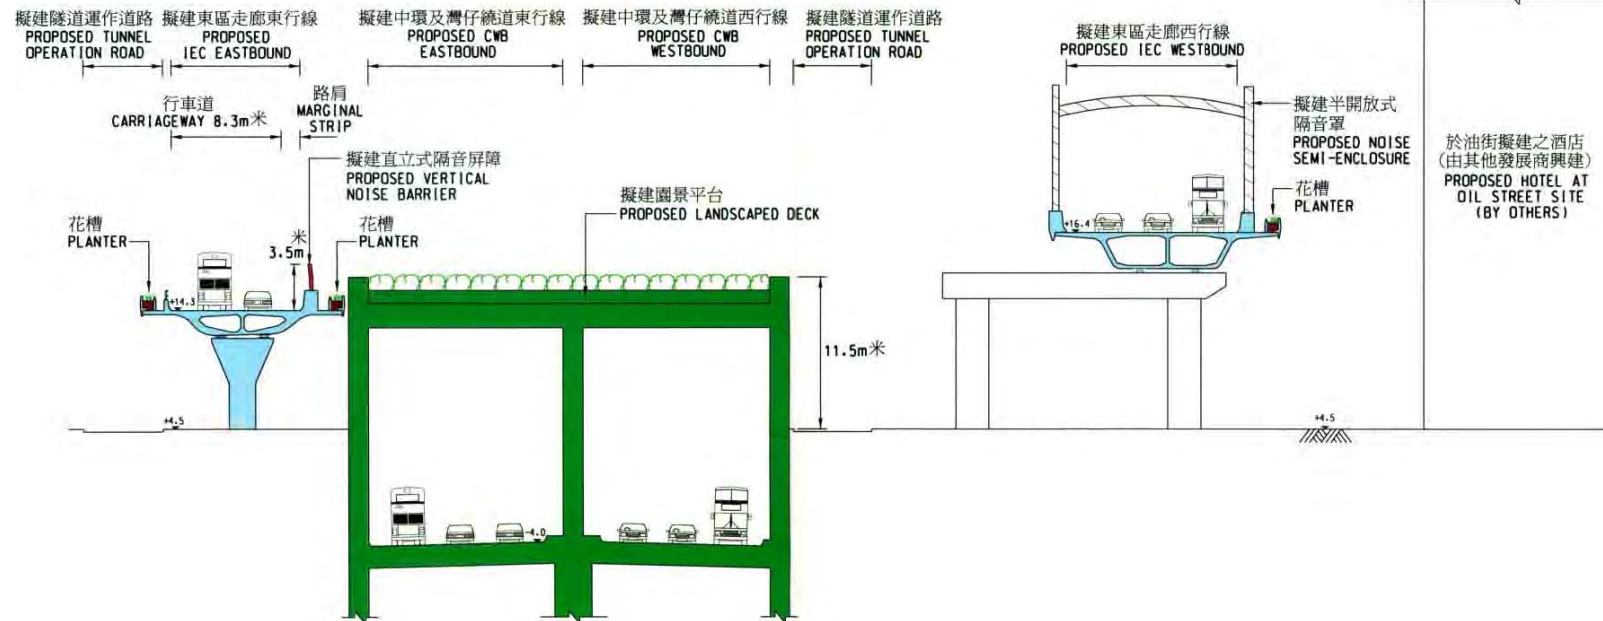 擬建隧道運作道路
PROPOSED TUNNEL
OPERATION ROAD
擬建東區走廊東行線
PROPOSED
IEC EASTBOUND
擬建中環及灣仔繞道東行線
PROPOSED CWB
EASTBOUND
擬建中環及灣仔繞道西行線
PROPOSED CWB
WESTBOUND
擬建隧道運作道路
PROPOSED TUNNEL
OPERATION ROAD
擬建東區走廊西行線
PROPOSED IEC WESTBOUND
行車道
CARRIAGEWAY 8.3m米
路肩
MARGINAL
STRIP
擬建直立式隔音屏障
PROPOSED VERTICAL
NOISE BARRIER
擬建園景平台
PROPOSED LANDSCAPED DECK
擬建半開放式
隔音罩
PROPOSED NOISE
SEMI-ENCLOSURE
於油街擬建之酒店
(由其他發展商興建)
PROPOSED HOTEL AT
OIL STREET SITE
(BY OTHERS)
花槽
PLANTER
米
3.5m
花槽
PLANTER
花槽
PLANTER
+14.3
+16.4
11.5m米
+4.5
+4.5
-4.0